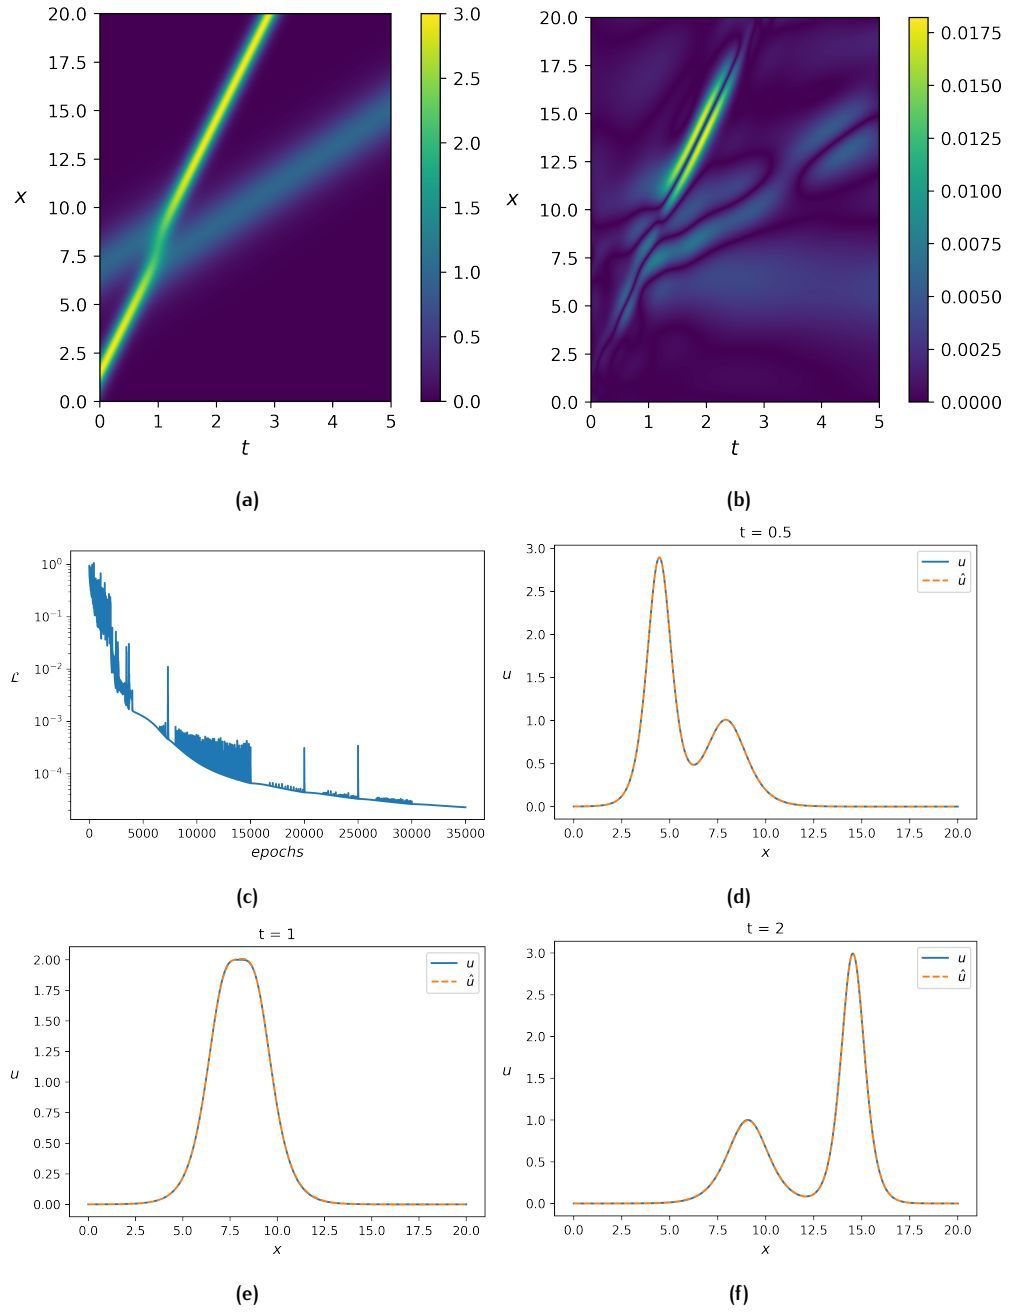 20.0
17.5
15.0
12.5
10.0
7.5
5.0
2.5
0.0
x
0 1 2 3 4 5
t
3.0
2.5
2.0
1.5
1.0
0.5
0.0
(a)
20.0
17.5
15.0
12.5
10.0
7.5
5.0
2.5
0.0
x
0 1 2 3 4 5
t
0.0175
0.0150
0.0125
0.0100
0.0075
0.0050
0.0025
0.0000
(b)
10⁰
10⁻¹
10⁻²
10⁻³
10⁻⁴
ℒ
0 5000 10000 15000 20000 25000 30000 35000
epochs
(c)
t = 0.5
3.0
2.5
2.0
1.5
1.0
0.5
0.0
u
u
û
0.0 2.5 5.0 7.5 10.0 12.5 15.0 17.5 20.0
x
(d)
t = 1
2.00
1.75
1.50
1.25
1.00
0.75
0.50
0.25
0.00
u
u
û
0.0 2.5 5.0 7.5 10.0 12.5 15.0 17.5 20.0
x
(e)
t = 2
3.0
2.5
2.0
1.5
1.0
0.5
0.0
u
u
û
0.0 2.5 5.0 7.5 10.0 12.5 15.0 17.5 20.0
x
(f)